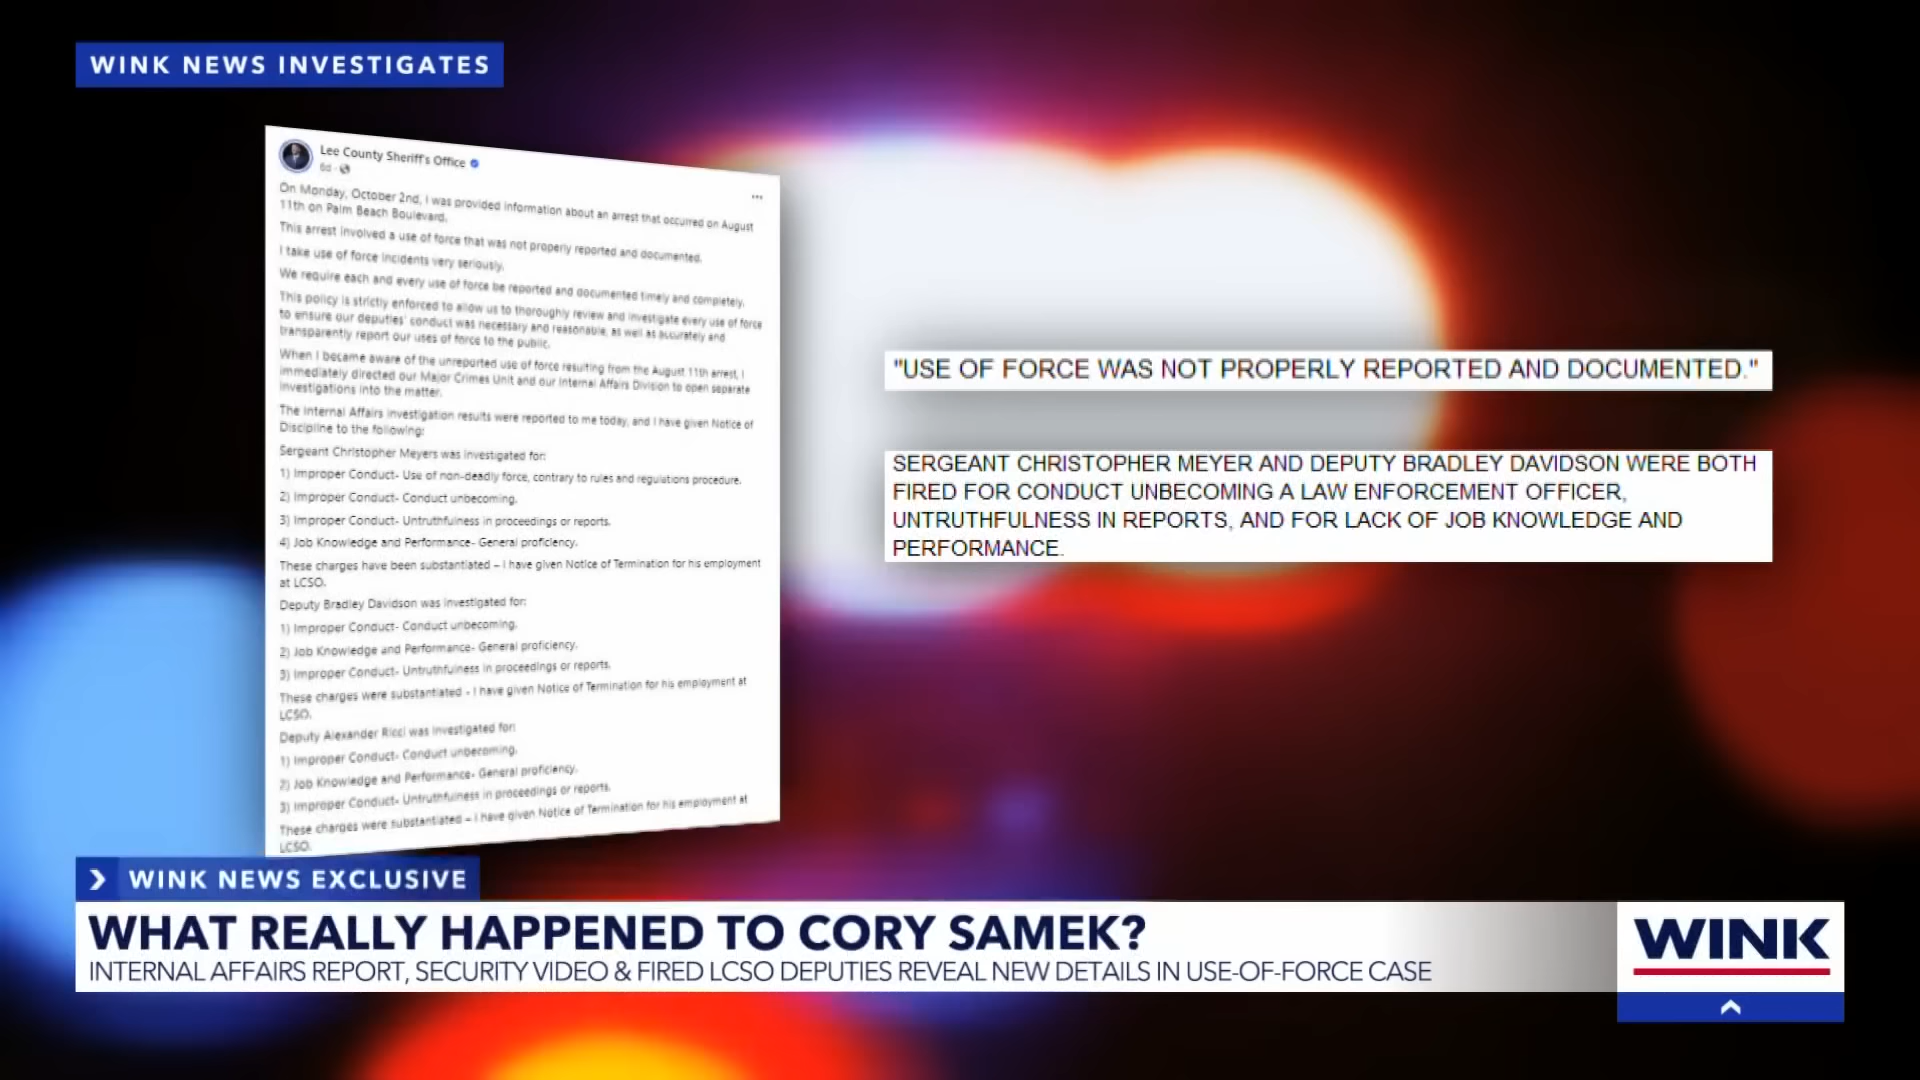 WINK NEWS INVESTIGATES
Lee County Sheriff's Office
6d
On Monday, October 2nd, I was provided information about an arrest that occurred on August
11th on Palm Beach Boulevard.
This arrest involved a use of force that was not properly reported and documented.
I take use of force incidents very seriously.
We require each and every use of force be reported and documented timely and completely.
This policy is strictly enforced to allow us to thoroughly review and investigate every use of force
to ensure our deputies' conduct was necessary and reasonable, as well as accurately and
transparently report our uses of force to the public.
When I became aware of the unreported use of force resulting from the August 11th arrest, I
immediately directed our Major Crimes Unit and our Internal Affairs Division to open separate
investigations into the matter.
The Internal Affairs investigation results were reported to me today, and I have given Notice of
Discipline to the following:
Sergeant Christopher Meyers was investigated for:
1) Improper Conduct- Use of non-deadly force, contrary to rules and regulations procedure.
2) Improper Conduct- Conduct unbecoming.
3) Improper Conduct- Untruthfulness in proceedings or reports.
4) Job Knowledge and Performance- General proficiency.
These charges have been substantiated – I have given Notice of Termination for his employment
at LCSO.
Deputy Bradley Davidson was investigated for:
1) Improper Conduct- Conduct unbecoming.
2) Job Knowledge and Performance- General proficiency.
3) Improper Conduct- Untruthfulness in proceedings or reports.
These charges were substantiated - I have given Notice of Termination for his employment at
LCSO.
Deputy Alexander Ricci was investigated for:
1) Improper Conduct- Conduct unbecoming.
2) Job Knowledge and Performance- General proficiency.
3) Improper Conduct- Untruthfulness in proceedings or reports.
These charges were substantiated – I have given Notice of Termination for his employment at
LCSO.
"USE OF FORCE WAS NOT PROPERLY REPORTED AND DOCUMENTED."
SERGEANT CHRISTOPHER MEYER AND DEPUTY BRADLEY DAVIDSON WERE BOTH
FIRED FOR CONDUCT UNBECOMING A LAW ENFORCEMENT OFFICER,
UNTRUTHFULNESS IN REPORTS, AND FOR LACK OF JOB KNOWLEDGE AND
PERFORMANCE.
WINK NEWS EXCLUSIVE
WHAT REALLY HAPPENED TO CORY SAMEK?
INTERNAL AFFAIRS REPORT, SECURITY VIDEO & FIRED LCSO DEPUTIES REVEAL NEW DETAILS IN USE-OF-FORCE CASE
WINK